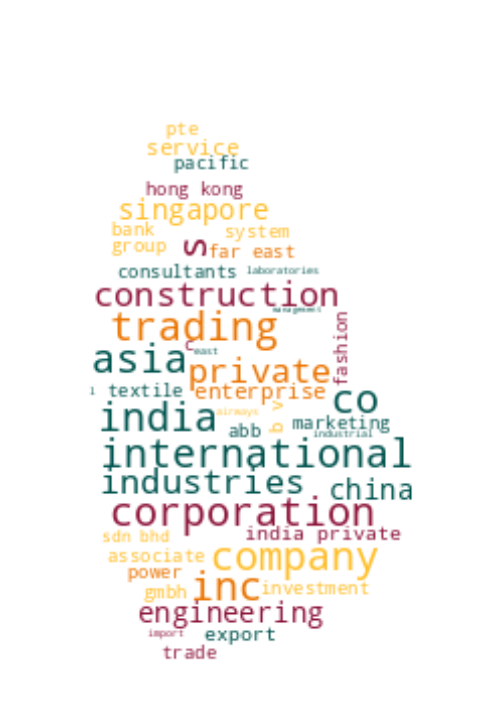 pte
service
pacific
hong kong
singapore
bank
system
group
s
far east
consultants
laboratories
construction
management
trading
fashion
c
east
asia
private
l
textile
enterprise
co
india
airways
b v
marketing
abb
industrial
international
industries
china
corporation
india private
sdn bhd
associate
company
power
inc
investment
gmbh
engineering
import
export
trade